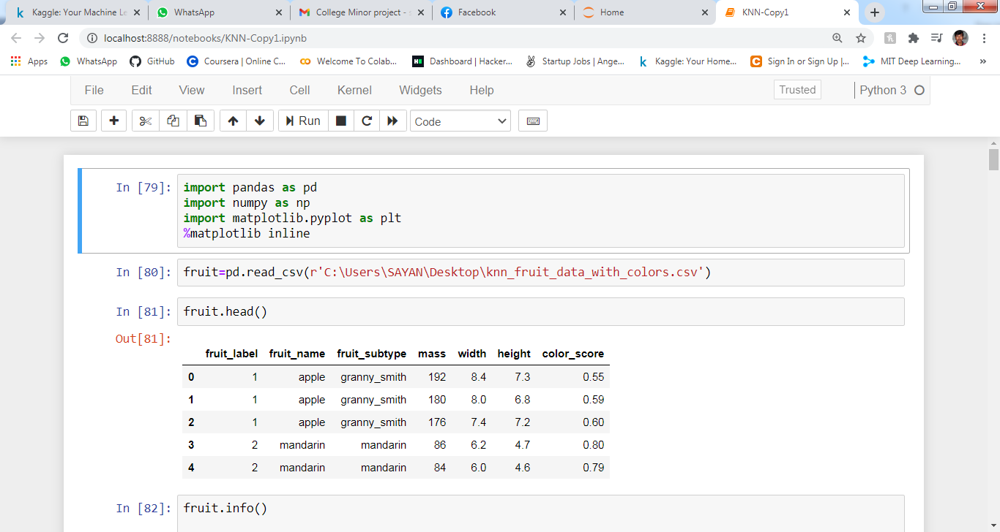 Kaggle: Your Machine Le
WhatsApp
College Minor project - s
Facebook
Home
KNN-Copy1
localhost:8888/notebooks/KNN-Copy1.ipynb
Apps WhatsApp GitHub Coursera | Online C... Welcome To Colab... Dashboard | Hacker... Startup Jobs | Ange... Kaggle: Your Home... Sign In or Sign Up |... MIT Deep Learning... »
File Edit View Insert Cell Kernel Widgets Help Trusted Python 3
Run Code
In [79]: import pandas as pd
import numpy as np
import matplotlib.pyplot as plt
%matplotlib inline
In [80]: fruit=pd.read_csv(r'C:\Users\SAYAN\Desktop\knn_fruit_data_with_colors.csv')
In [81]: fruit.head()
Out[81]:
fruit_label fruit_name fruit_subtype mass width height color_score
0 1 apple granny_smith 192 8.4 7.3 0.55
1 1 apple granny_smith 180 8.0 6.8 0.59
2 1 apple granny_smith 176 7.4 7.2 0.60
3 2 mandarin mandarin 86 6.2 4.7 0.80
4 2 mandarin mandarin 84 6.0 4.6 0.79
In [82]: fruit.info()